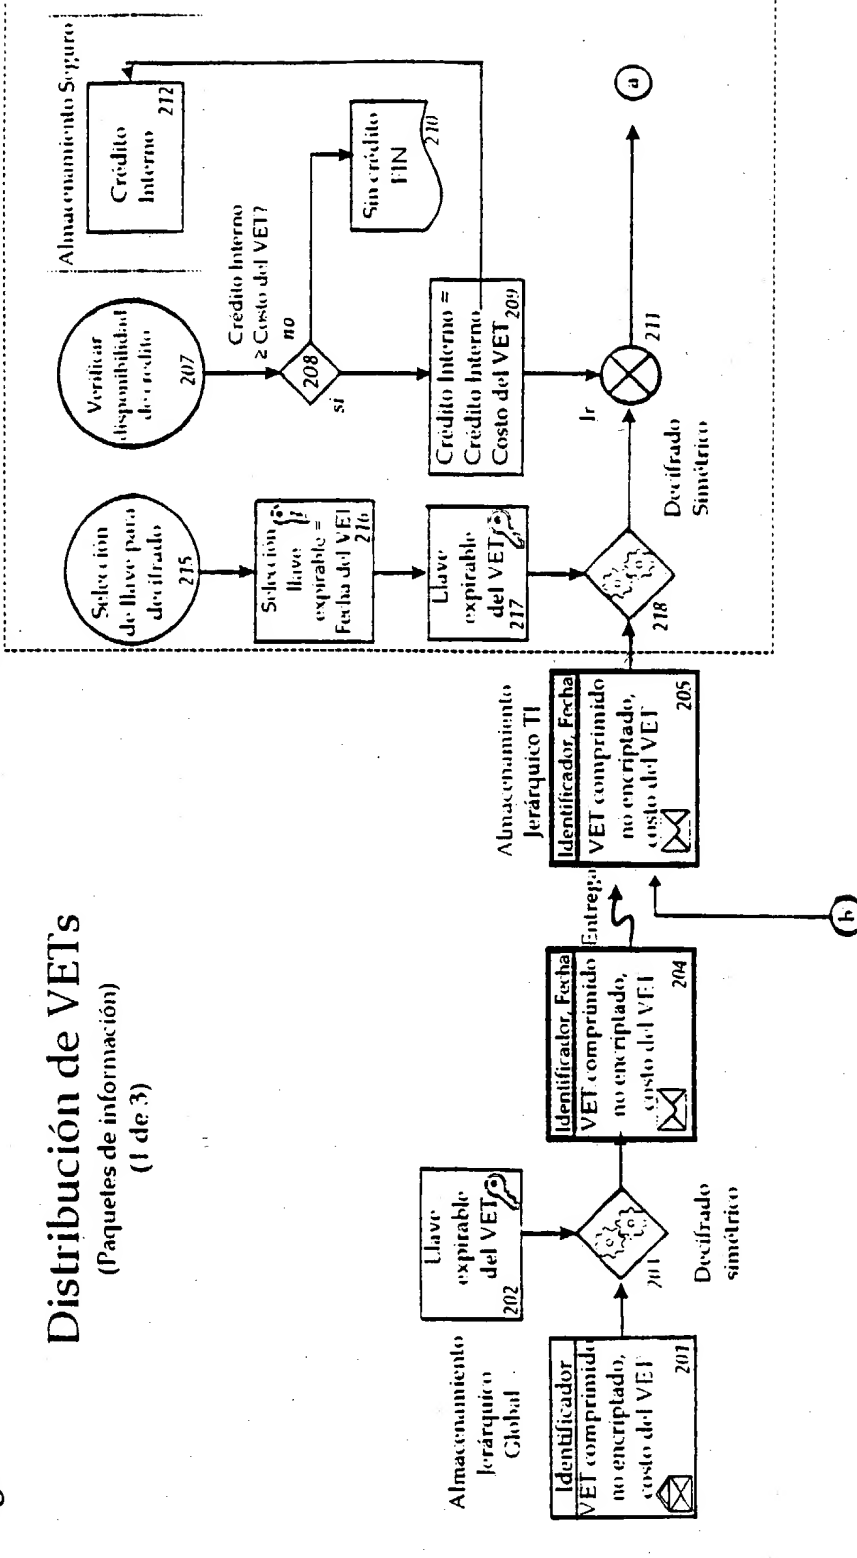 Distribución de VETs
(Paquetes de información)
(1 de 3)
Almacenamiento
Jerárquico
Global
Identificador
VET comprimido
no encriptado,
costo del VET
201
Llave
expirable
del VET
202
Decifrado
simétrico
Identificador, Fecha
VET comprimido
no encriptado,
costo del VET
204
Entrega
Almacenamiento
Jerárquico TI
Identificador, Fecha
VET comprimido
no encriptado,
costo del VET
205
b
Selección
de llave para
decifrado
215
Selección
llave
expirable =
Fecha del VET
216
Llave
expirable
del VET
217
218
Decifrado
Simétrico
Verificar
disponibilidad
de credito
207
Crédito Interno
≥ Costo del VET?
no
208
si
Crédito Interno =
Crédito Interno
Costo del VET
209
Ir
211
Almacenamiento Seguro
Crédito
Interno
212
Sin crédito
FIN
210
a